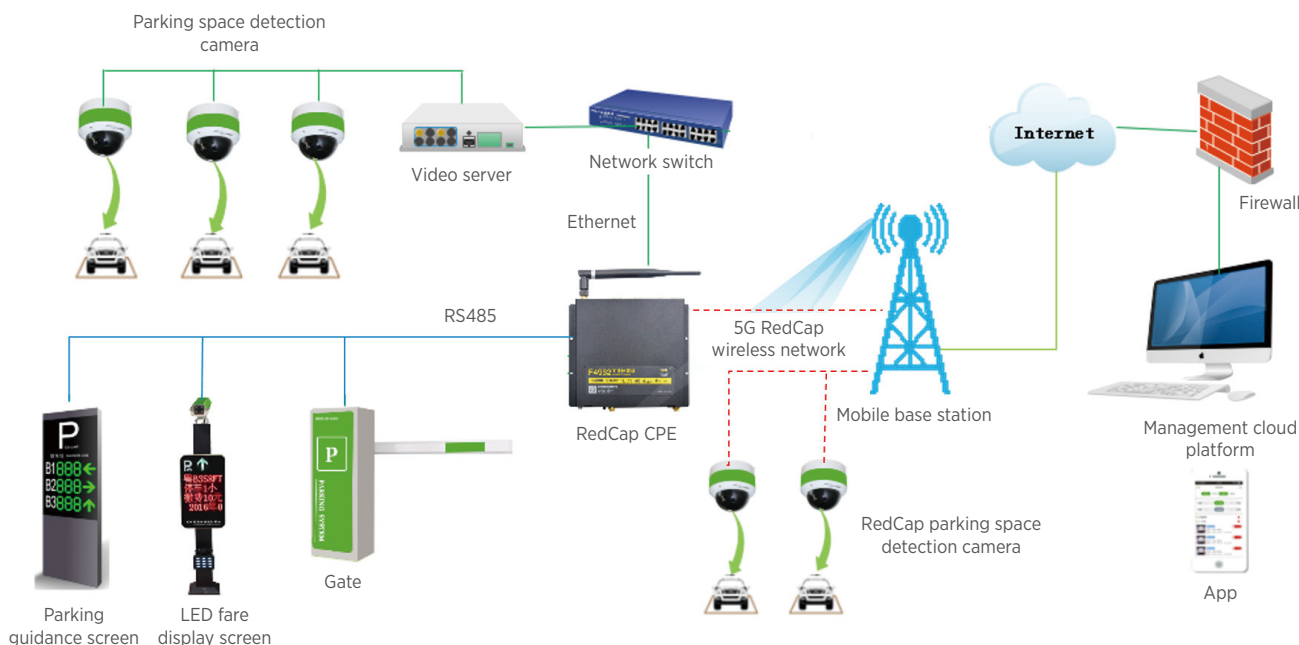 Parking space detection
camera
Video server
Network switch
Internet
Firewall
Ethernet
RS485
5G RedCap
wireless network
RedCap CPE
Mobile base station
Management cloud
platform
P
B1888←
B2888→
B3888↑
P
Gate
Parking
guidance screen
LED fare
display screen
RedCap parking space
detection camera
App